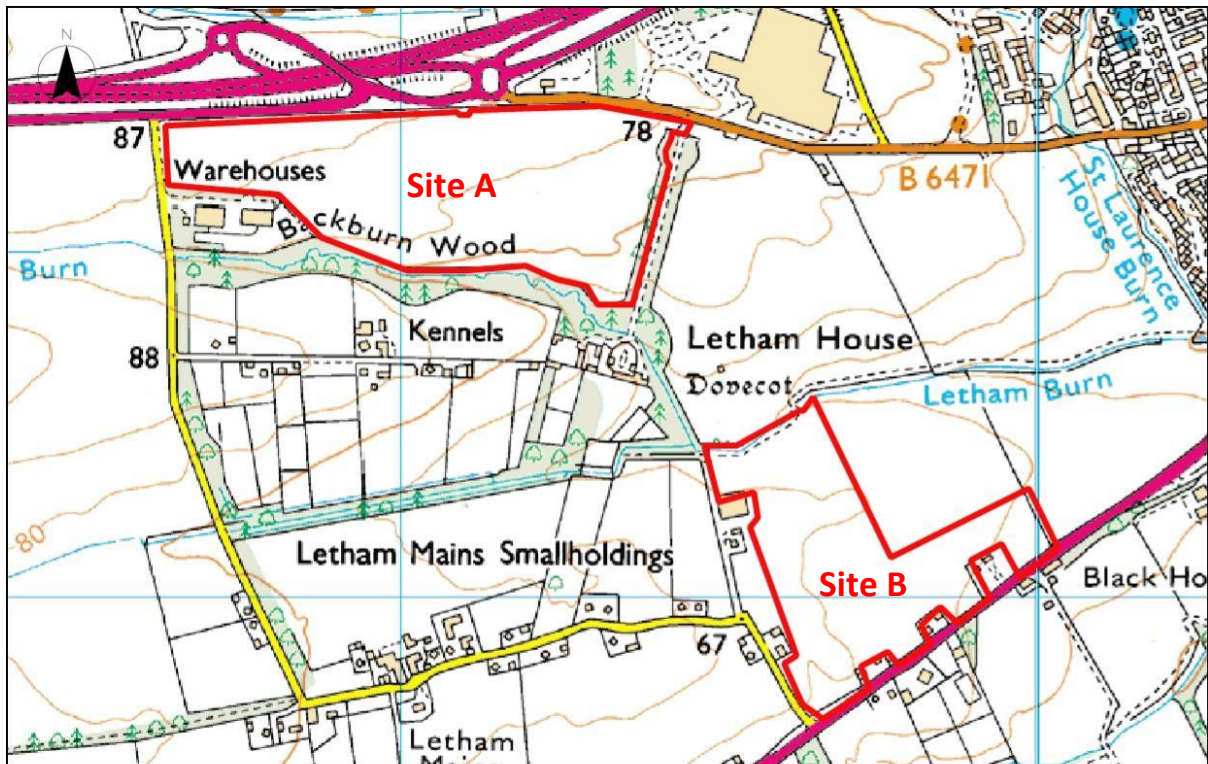 N
87
78
Warehouses
Site A
Backburn Wood
B 6471
St. Laurence
House Burn
Burn
Kennels
88
Letham House
Dovecot
Letham Burn
80
Letham Mains Smallholdings
Site B
Black Ho
67
Letham